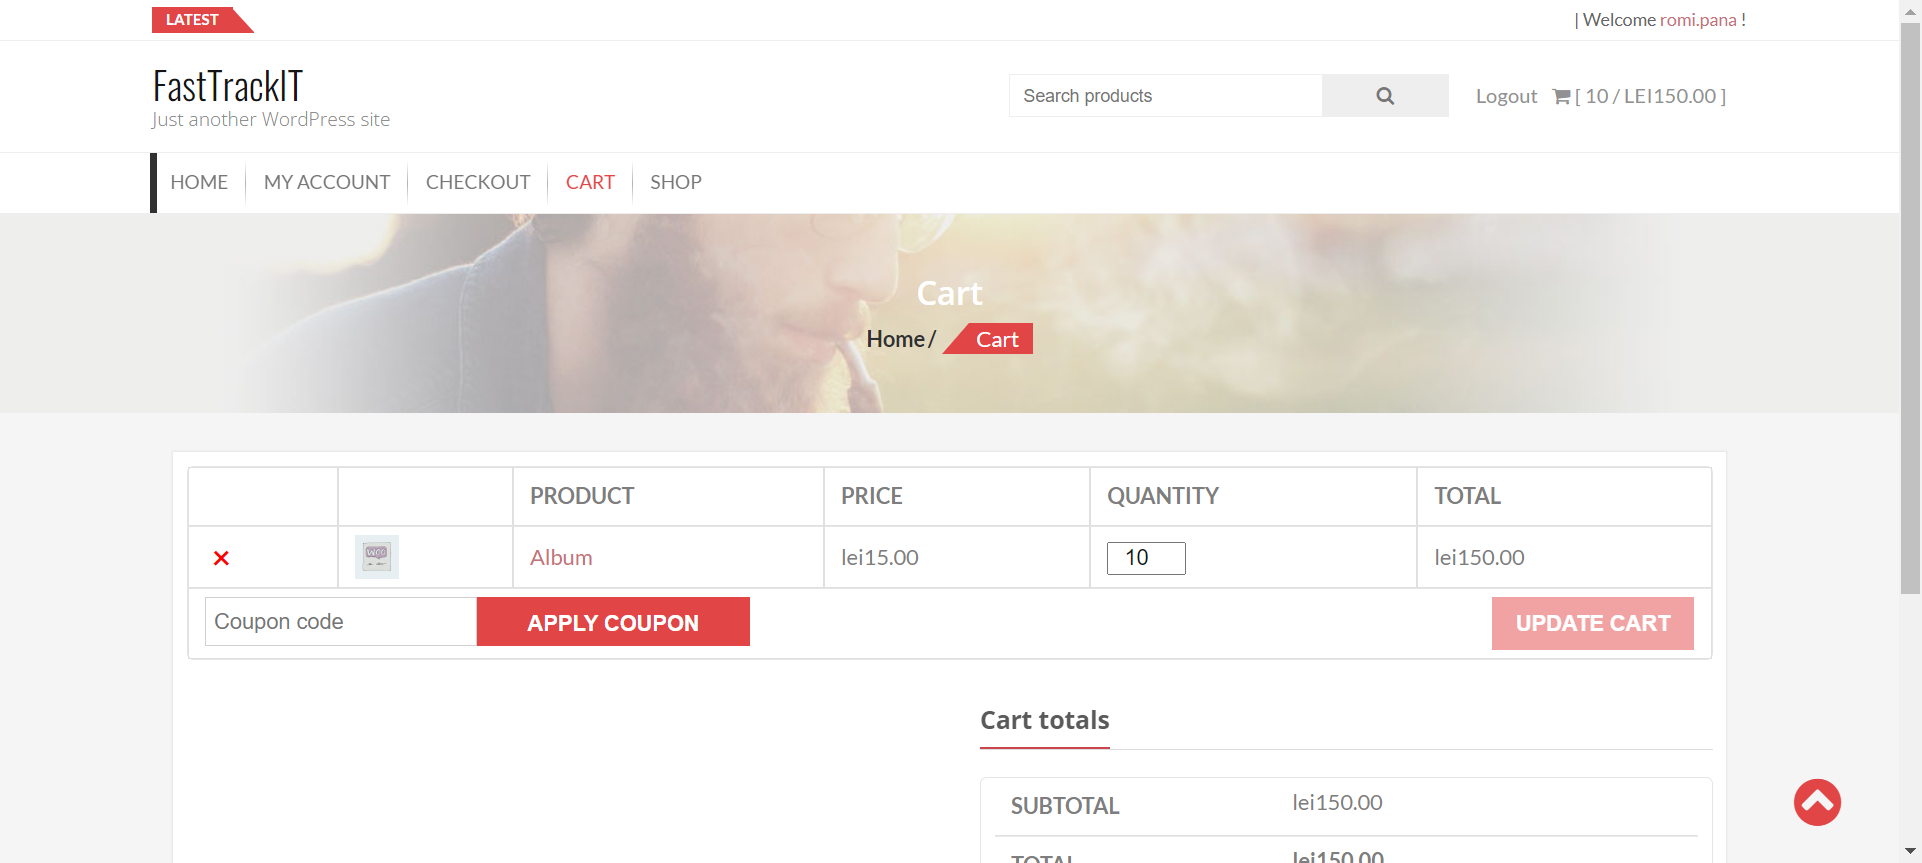 LATEST
| Welcome romi.pana !
FastTrackIT
Just another WordPress site
Search products
Logout [ 10 / LEI150.00 ]
HOME MY ACCOUNT CHECKOUT CART SHOP
Cart
Home / Cart
PRODUCT PRICE QUANTITY TOTAL
WOO
Album lei15.00 10 lei150.00
Coupon code APPLY COUPON UPDATE CART
Cart totals
SUBTOTAL lei150.00
TOTAL lei150.00